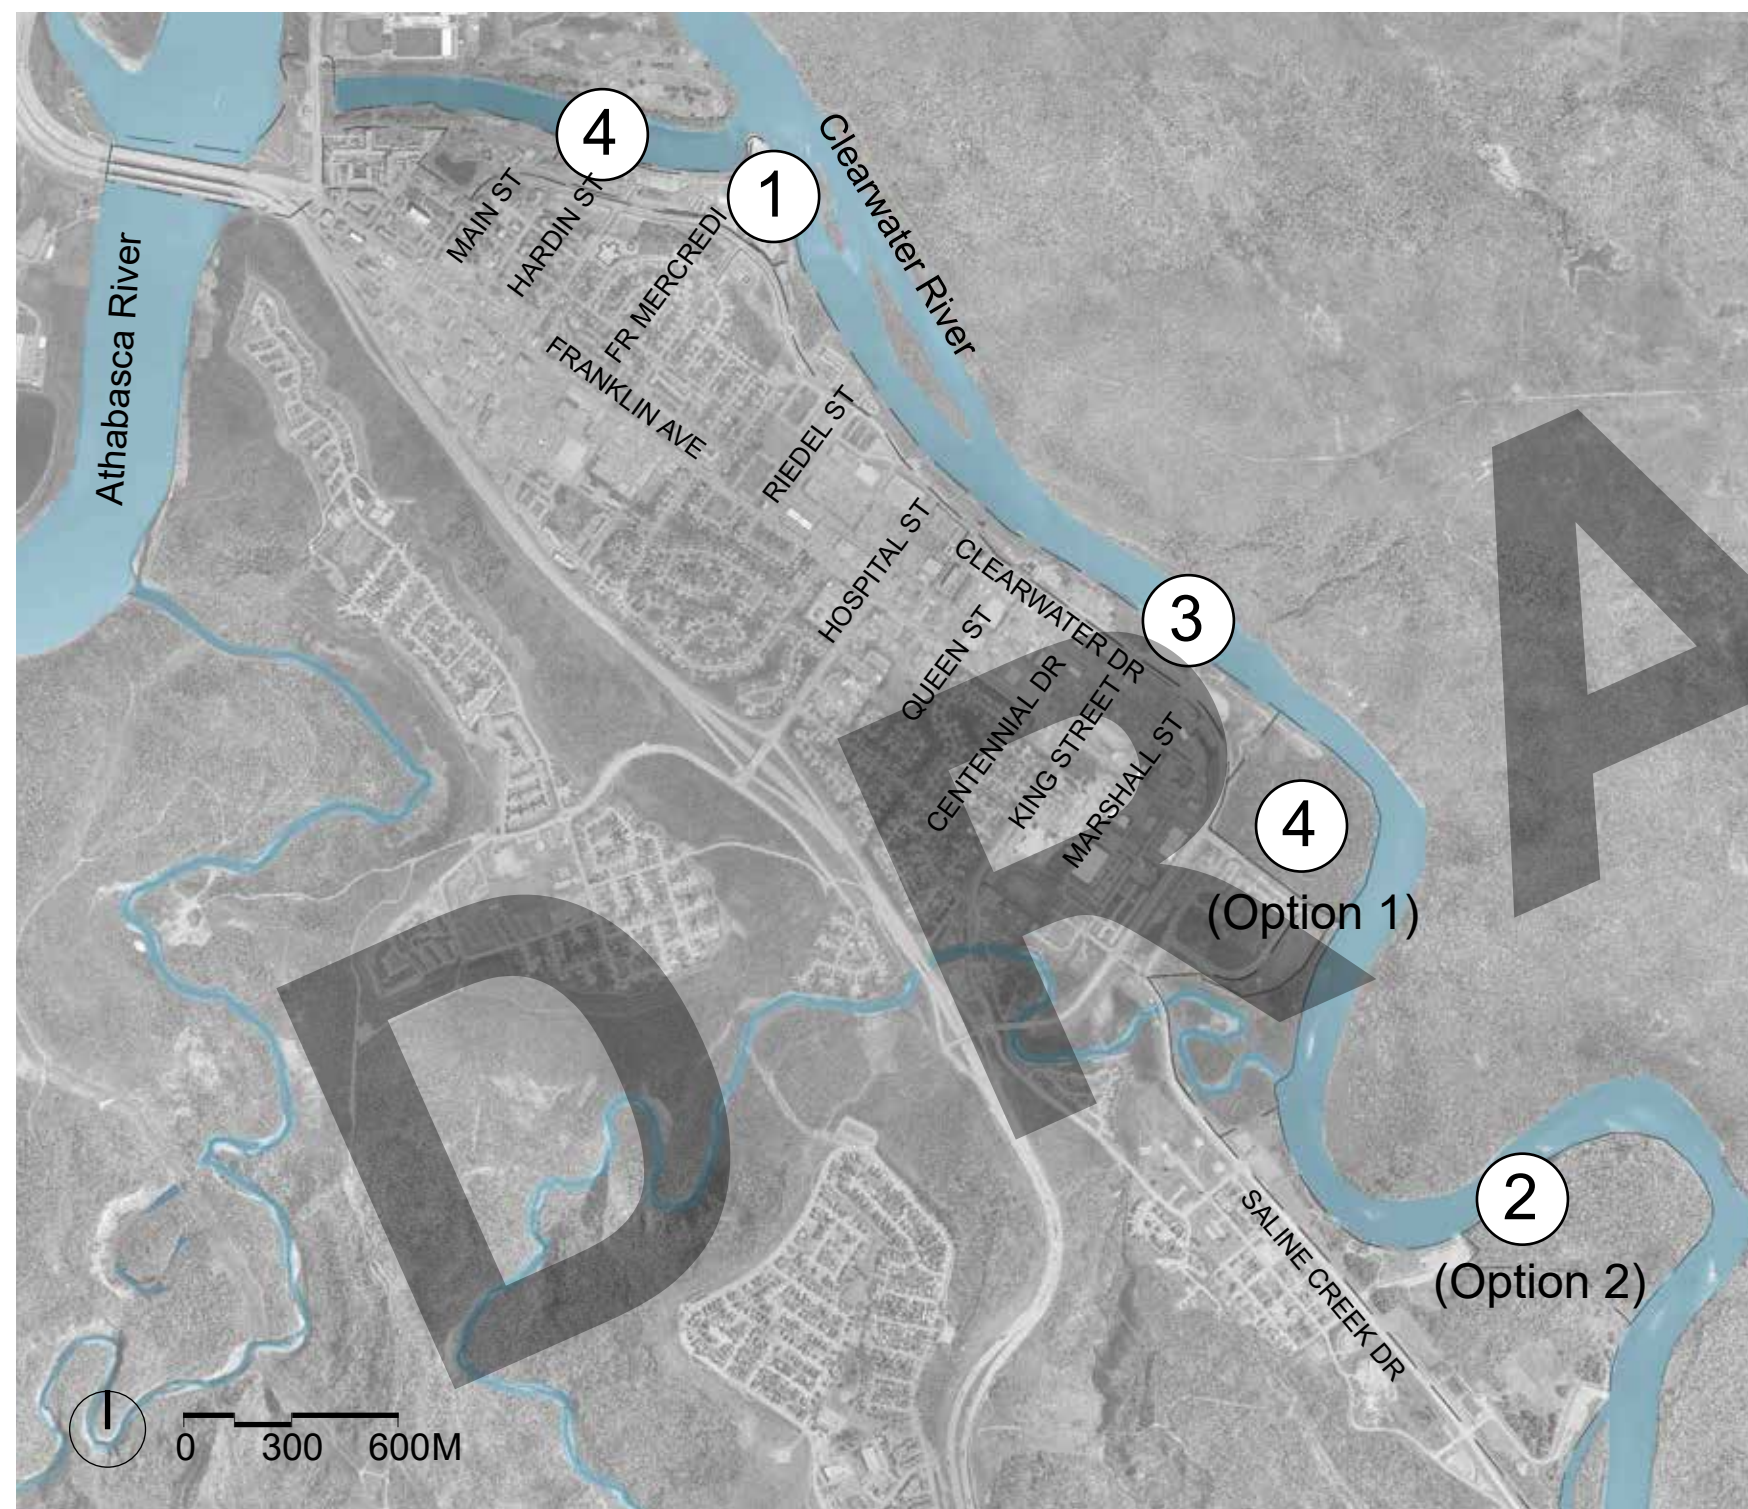 4
1
Clearwater River
MAIN ST
HARDIN ST
FR MERCREDI
Athabasca River
FRANKLIN AVE
RIEDEL ST
HOSPITAL ST
CLEARWATER DR
3
QUEEN ST
CENTENNIAL DR
KING STREET
MARSHALL ST
4
(Option 1)
2
(Option 2)
SALINE CREEK DR
0 300 600M
D R A